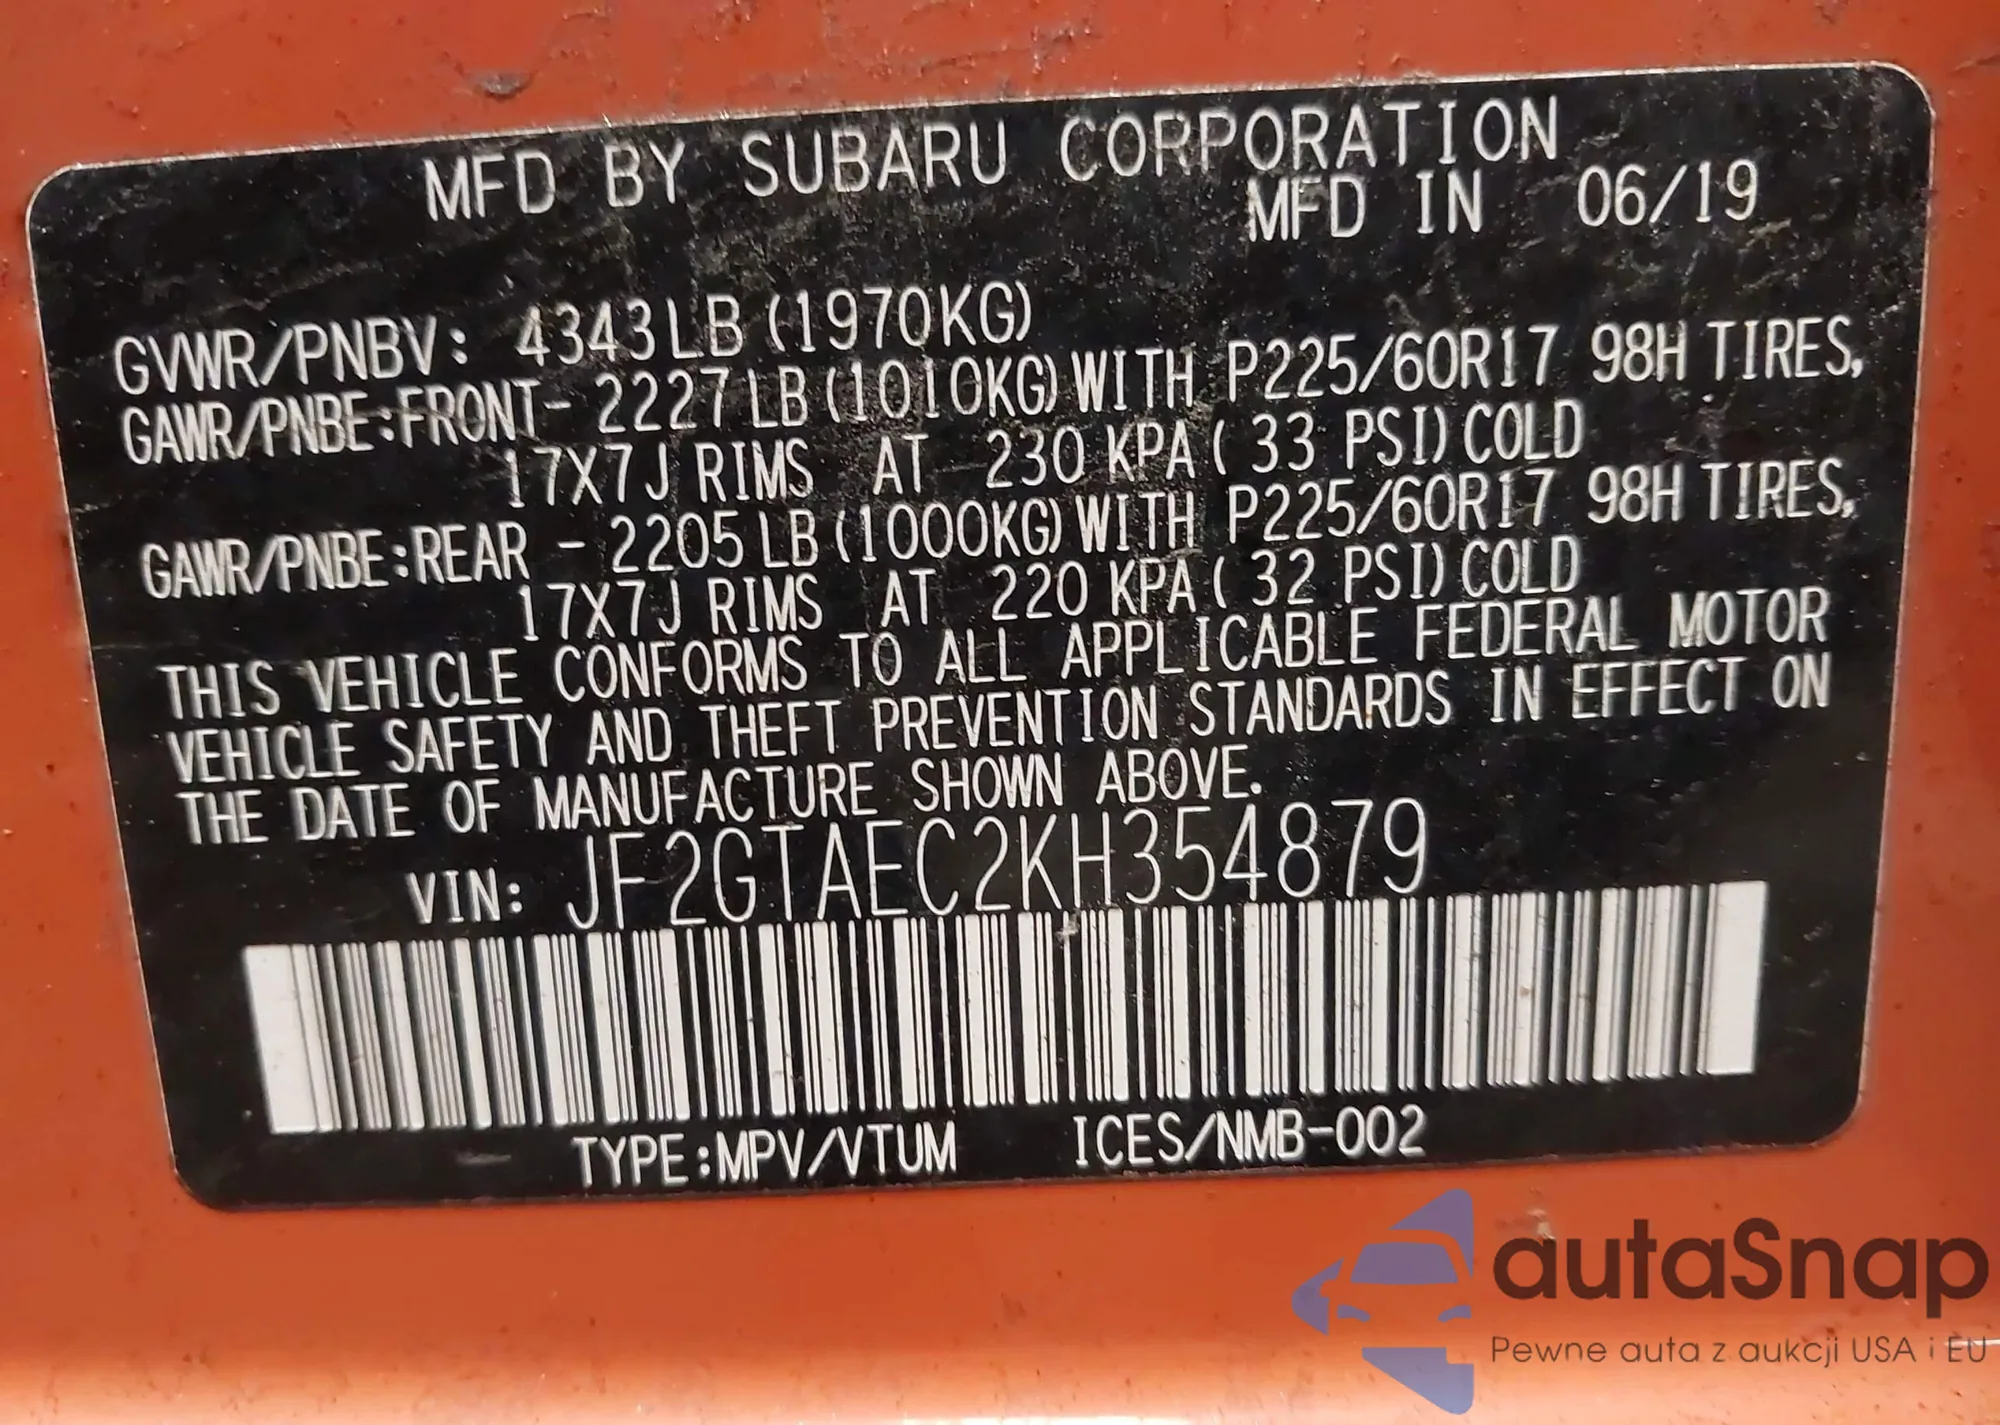 MFD BY SUBARU CORPORATION
MFD IN 06/19
GVWR/PNBV: 4343LB (1970KG)
GAWR/PNBE:FRONT- 2227LB (1010KG) WITH P225/60R17 98H TIRES,
17X7J RIMS AT 230 KPA ( 33 PSI) COLD
GAWR/PNBE:REAR - 2205LB (1000KG) WITH P225/60R17 98H TIRES,
17X7J RIMS AT 220 KPA ( 32 PSI) COLD
THIS VEHICLE CONFORMS TO ALL APPLICABLE FEDERAL MOTOR
VEHICLE SAFETY AND THEFT PREVENTION STANDARDS IN EFFECT ON
THE DATE OF MANUFACTURE SHOWN ABOVE.
VIN: JF2GTAEC2KH354879
TYPE:MPV/VTUM ICES/NMB-002
autaSnap
Pewne auta z aukcji USA i EU